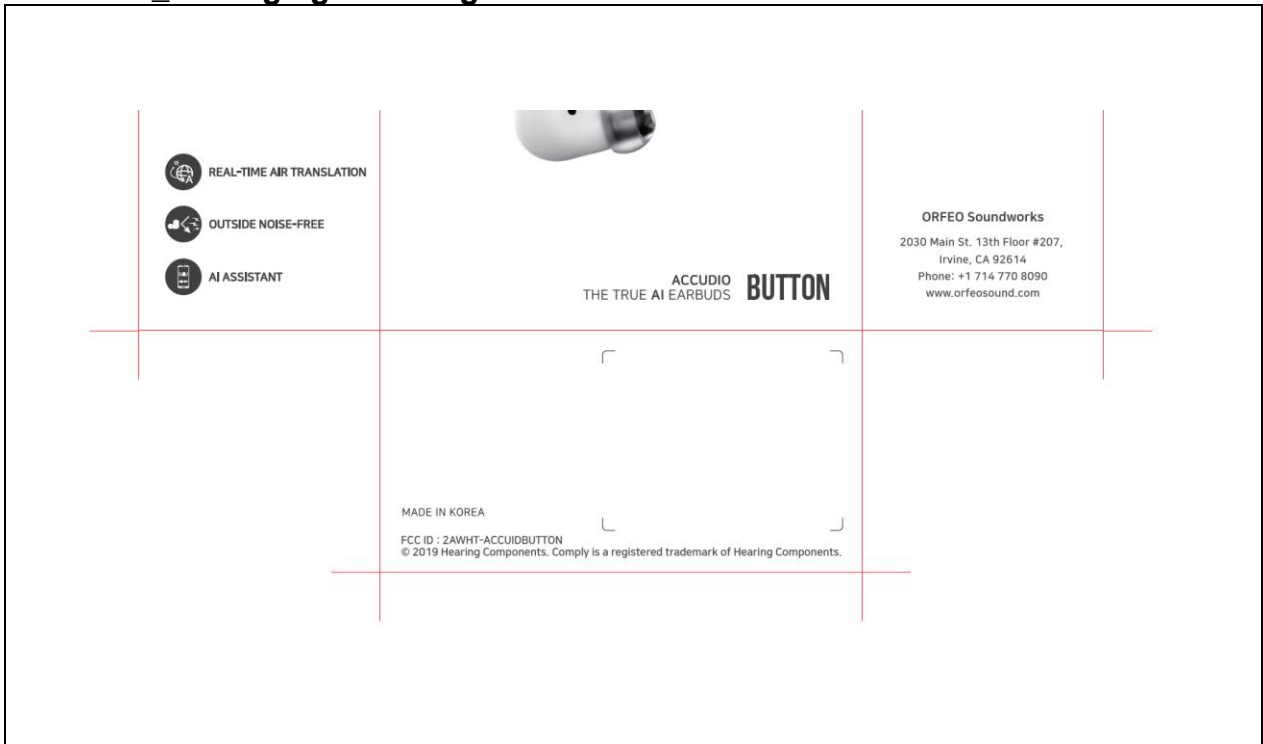 REAL-TIME AIR TRANSLATION
OUTSIDE NOISE-FREE
AI ASSISTANT
ACCUDIO
THE TRUE AI EARBUDS
BUTTON
ORFEO Soundworks
2030 Main St. 13th Floor #207,
Irvine, CA 92614
Phone: +1 714 770 8090
www.orfeosound.com
MADE IN KOREA
FCC ID : 2AWHT-ACCUIDBUTTON
© 2019 Hearing Components. Comply is a registered trademark of Hearing Components.